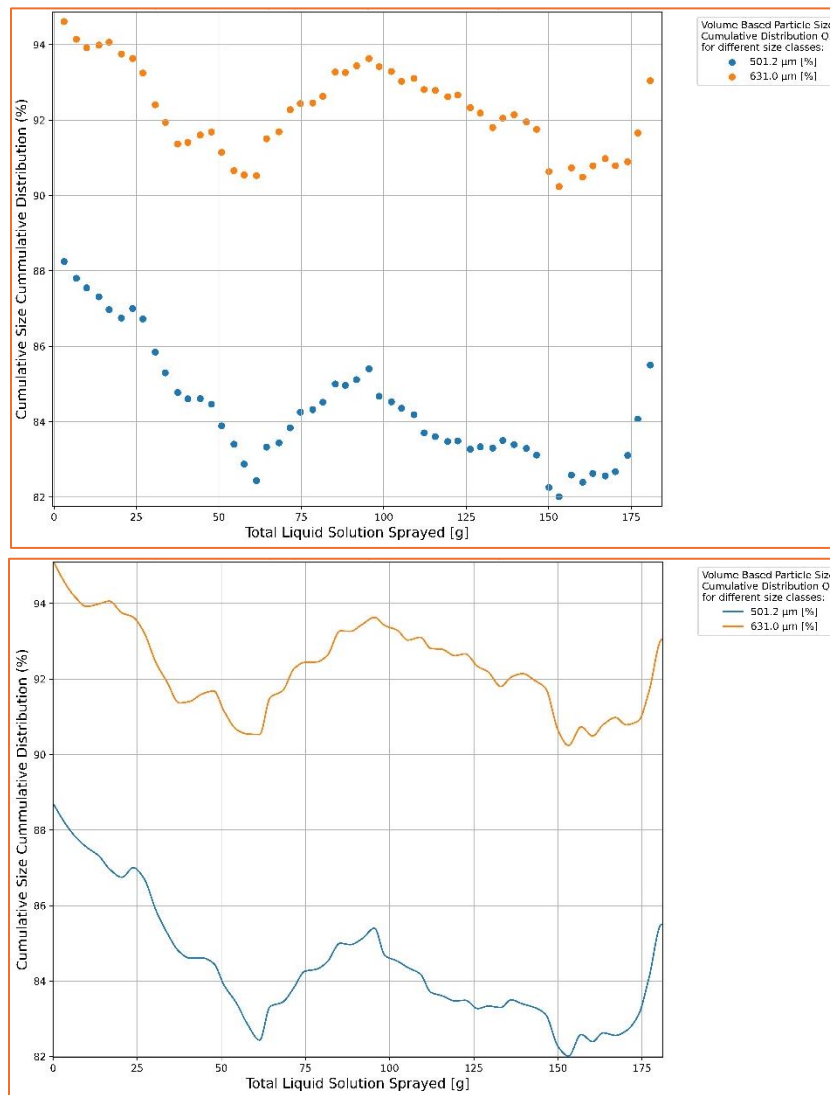 Volume Based Particle Size
Cumulative Distribution Q
for different size classes:
501.2 µm [%]
631.0 µm [%]
Cumulative Size Cummulative Distribution (%)
94
92
90
88
86
84
82
0 25 50 75 100 125 150 175
Total Liquid Solution Sprayed [g]
Volume Based Particle Size
Cumulative Distribution Q
for different size classes:
501.2 µm [%]
631.0 µm [%]
Cumulative Size Cummulative Distribution (%)
94
92
90
88
86
84
82
0 25 50 75 100 125 150 175
Total Liquid Solution Sprayed [g]